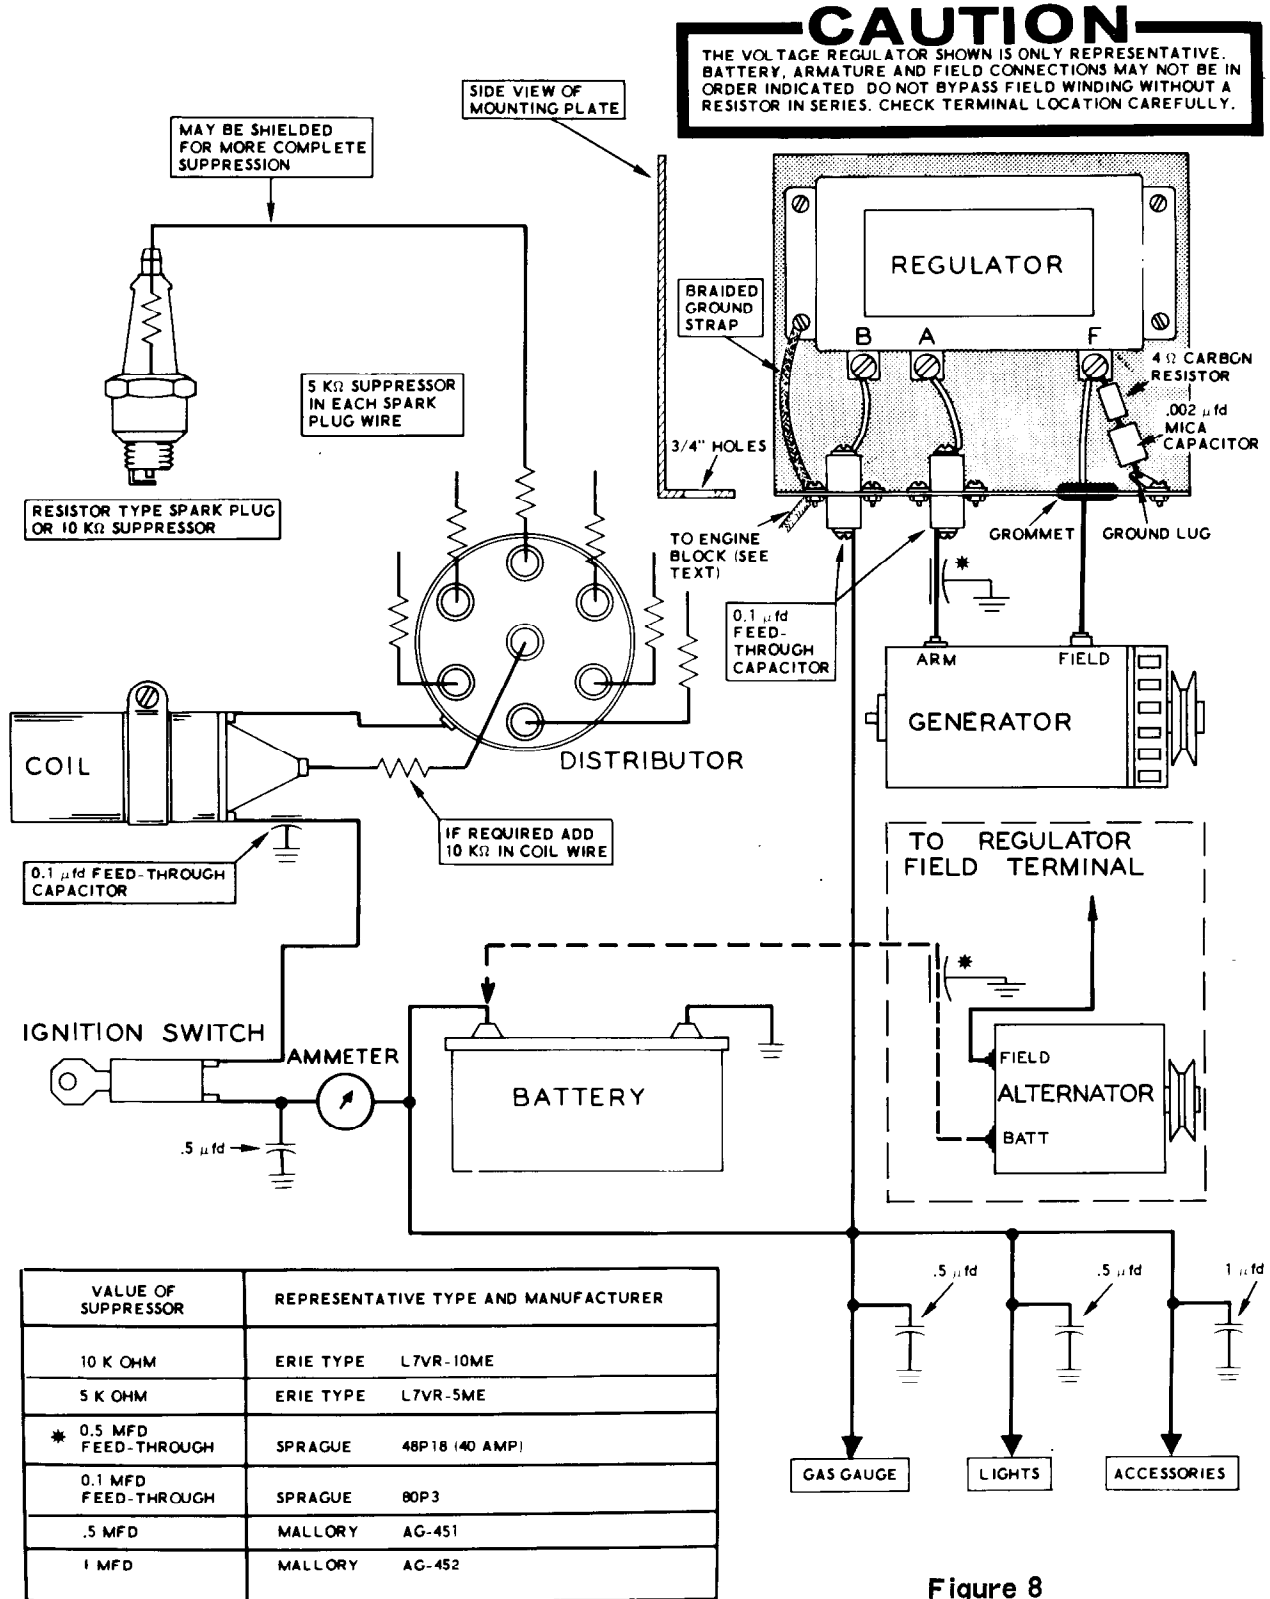 CAUTION
THE VOLTAGE REGULATOR SHOWN IS ONLY REPRESENTATIVE.
BATTERY, ARMATURE AND FIELD CONNECTIONS MAY NOT BE IN
ORDER INDICATED DO NOT BYPASS FIELD WINDING WITHOUT A
RESISTOR IN SERIES. CHECK TERMINAL LOCATION CAREFULLY.
SIDE VIEW OF
MOUNTING PLATE
MAY BE SHIELDED
FOR MORE COMPLETE
SUPPRESSION
REGULATOR
BRAIDED
GROUND
STRAP
B
A
F
4 Ω CARBON
RESISTOR
.002 μfd
MICA
CAPACITOR
5 KΩ SUPPRESSOR
IN EACH SPARK
PLUG WIRE
3/4" HOLES
RESISTOR TYPE SPARK PLUG
OR 10 KΩ SUPPRESSOR
TO ENGINE
BLOCK (SEE
TEXT)
GROMMET
GROUND LUG
*
0.1 μfd
FEED-
THROUGH
CAPACITOR
ARM
FIELD
GENERATOR
COIL
DISTRIBUTOR
IF REQUIRED ADD
10 KΩ IN COIL WIRE
0.1 μfd FEED-THROUGH
CAPACITOR
TO REGULATOR
FIELD TERMINAL
*
IGNITION SWITCH
AMMETER
BATTERY
FIELD
ALTERNATOR
BATT
.5 μfd
.5 μfd
.5 μfd
1 μfd
GAS GAUGE
LIGHTS
ACCESSORIES
VALUE OF
SUPPRESSOR
REPRESENTATIVE TYPE AND MANUFACTURER
10 K OHM ERIE TYPE L7VR-10ME
5 K OHM ERIE TYPE L7VR-5ME
* 0.5 MFD
FEED-THROUGH SPRAGUE 48P18 (40 AMP)
0.1 MFD
FEED-THROUGH SPRAGUE 80P3
.5 MFD MALLORY AG-451
1 MFD MALLORY AG-452
Figure 8